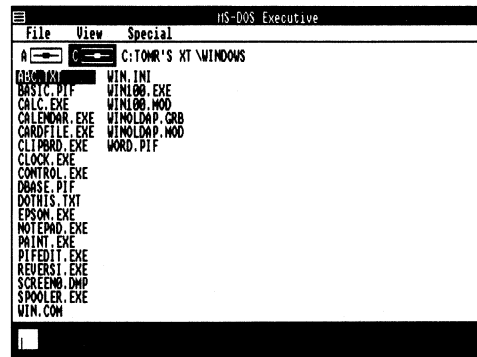 MS-DOS Executive
File View Special
A C C:TOMR'S XT \WINDOWS
ABC.TXT WIN.INI
BASIC.PIF WIN100.EXE
CALC.EXE WIN100.MOD
CALENDAR.EXE WINOLDAP.GRB
CARDFILE.EXE WINOLDAP.MOD
CLIPBRD.EXE WORD.PIF
CLOCK.EXE
CONTROL.EXE
DBASE.PIF
DOTHIS.TXT
EPSON.EXE
NOTEPAD.EXE
PAINT.EXE
PIFEDIT.EXE
REVERSI.EXE
SCREEN0.DMP
SPOOLER.EXE
WIN.COM